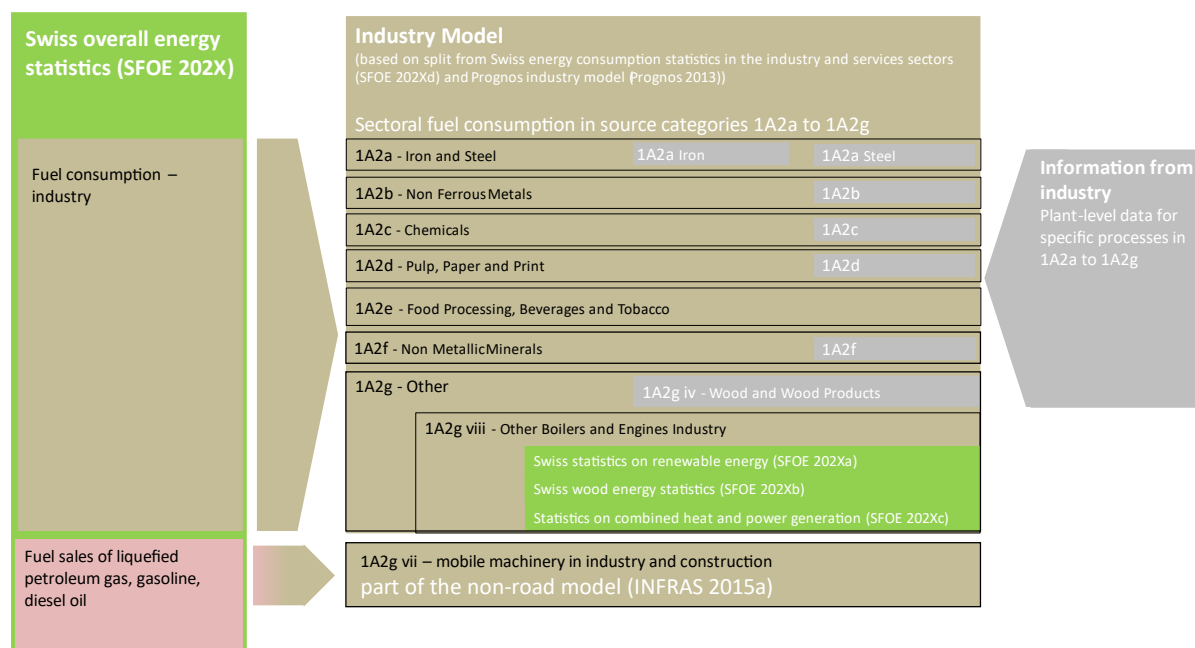 Swiss overall energy
statistics (SFOE 202X)
Fuel consumption –
industry
Fuel sales of liquefied
petroleum gas, gasoline,
diesel oil
Industry Model
(based on split from Swiss energy consumption statistics in the industry and services sectors
(SFOE 202Xd) and Prognos industry model (Prognos 2013))
Sectoral fuel consumption in source categories 1A2a to 1A2g
1A2a - Iron and Steel
1A2a Iron
1A2a Steel
1A2b - Non Ferrous Metals
1A2b
1A2c - Chemicals
1A2c
1A2d - Pulp, Paper and Print
1A2d
1A2e - Food Processing, Beverages and Tobacco
1A2f - Non Metallic Minerals
1A2f
1A2g - Other
1A2g iv - Wood and Wood Products
1A2g viii - Other Boilers and Engines Industry
Swiss statistics on renewable energy (SFOE 202Xa)
Swiss wood energy statistics (SFOE 202Xb)
Statistics on combined heat and power generation (SFOE 202Xc)
1A2g vii – mobile machinery in industry and construction
part of the non-road model (INFRAS 2015a)
Information from
industry
Plant-level data for
specific processes in
1A2a to 1A2g